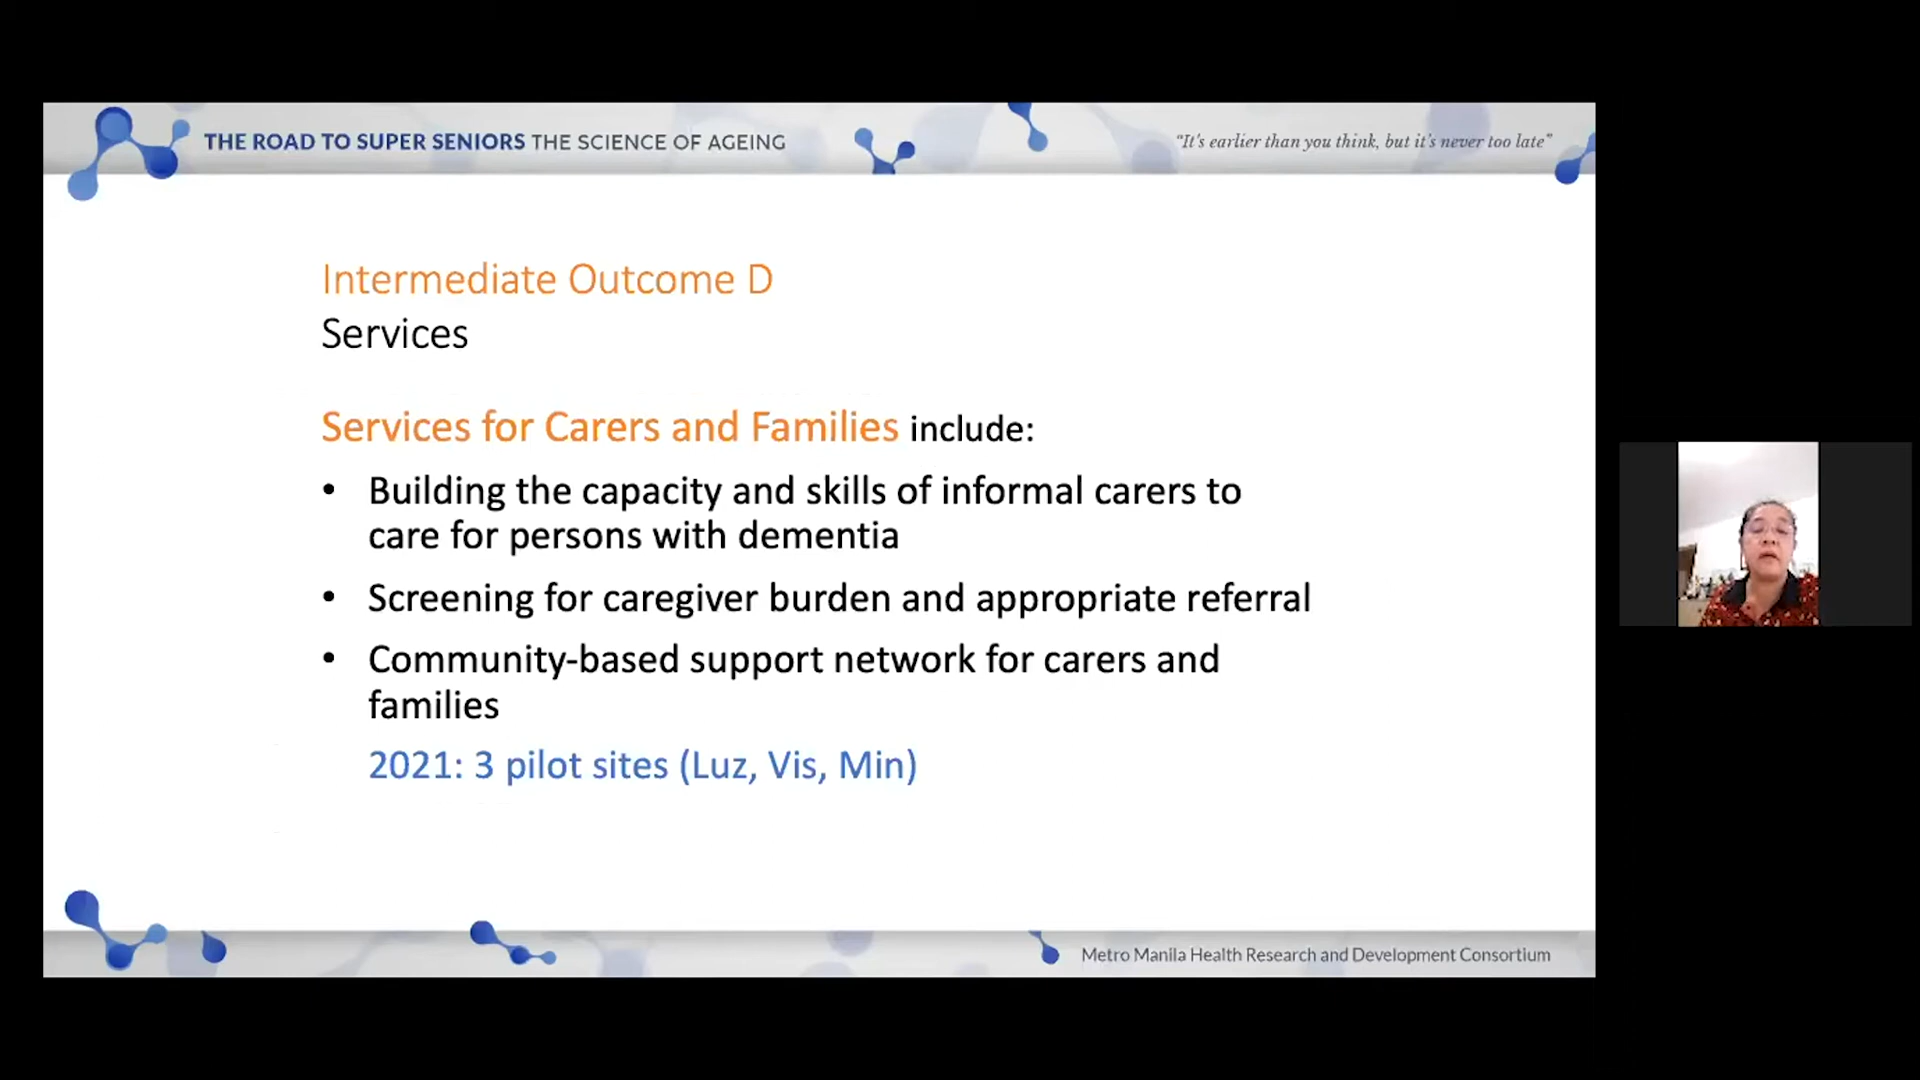 THE ROAD TO SUPER SENIORS THE SCIENCE OF AGEING
“It’s earlier than you think, but it’s never too late”
Intermediate Outcome D
Services
Services for Carers and Families include:
• Building the capacity and skills of informal carers to
care for persons with dementia
• Screening for caregiver burden and appropriate referral
• Community-based support network for carers and
families
2021: 3 pilot sites (Luz, Vis, Min)
Metro Manila Health Research and Development Consortium